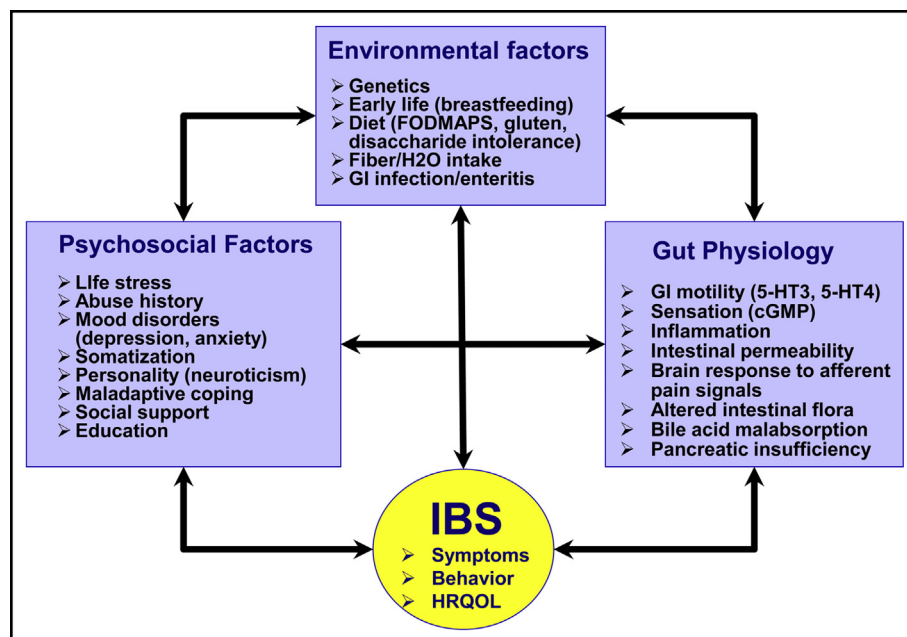 Environmental factors
➢ Genetics
➢ Early life (breastfeeding)
➢ Diet (FODMAPS, gluten,
disaccharide intolerance)
➢ Fiber/H2O intake
➢ GI infection/enteritis
Psychosocial Factors
➢ LIfe stress
➢ Abuse history
➢ Mood disorders
(depression, anxiety)
➢ Somatization
➢ Personality (neuroticism)
➢ Maladaptive coping
➢ Social support
➢ Education
Gut Physiology
➢ GI motility (5-HT3, 5-HT4)
➢ Sensation (cGMP)
➢ Inflammation
➢ Intestinal permeability
➢ Brain response to afferent
pain signals
➢ Altered intestinal flora
➢ Bile acid malabsorption
➢ Pancreatic insufficiency
IBS
➢ Symptoms
➢ Behavior
➢ HRQOL